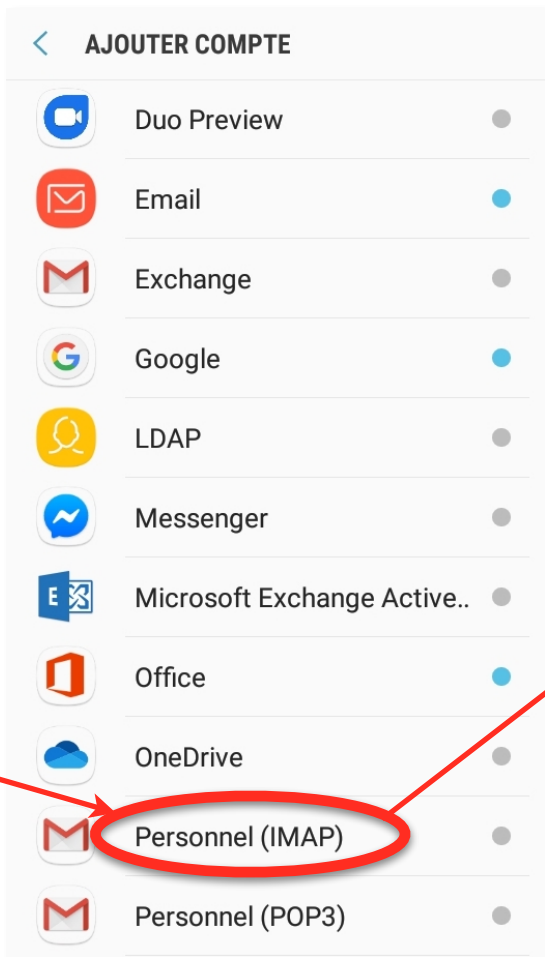 AJOUTER COMPTE
Duo Preview
Email
Exchange
Google
LDAP
Messenger
Microsoft Exchange Active..
Office
OneDrive
Personnel (IMAP)
Personnel (POP3)